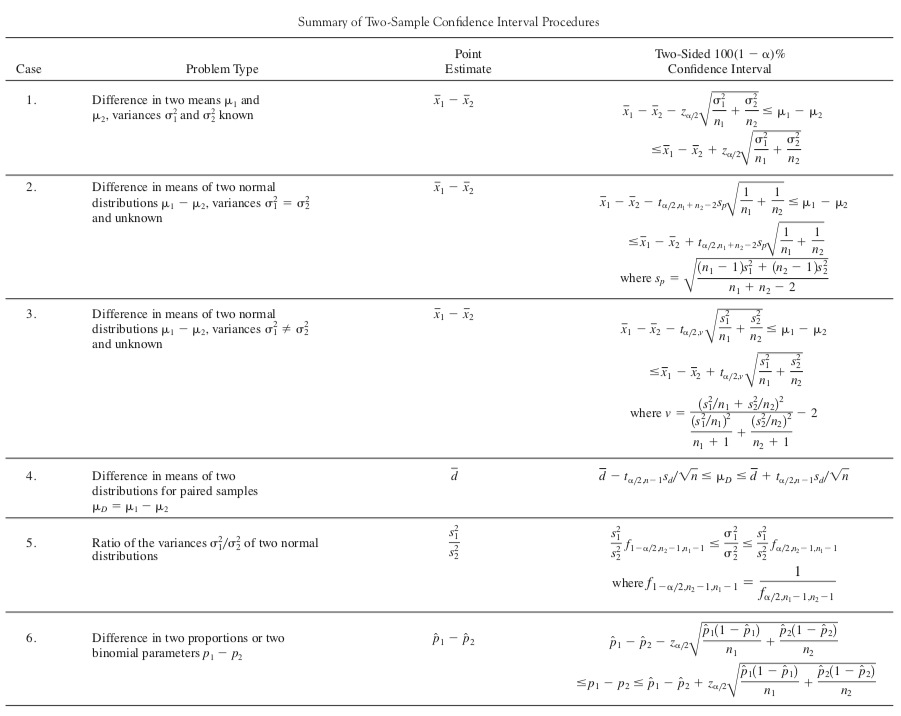 Summary of Two-Sample Confidence Interval Procedures
Case Problem Type Point Estimate Two-Sided 100(1 − α)% Confidence Interval
1. Difference in two means μ₁ and x̄₁ − x̄₂ x̄₁ − x̄₂ − z_{α/2}√(σ₁²/n₁ + σ₂²/n₂) ≤ μ₁ − μ₂
μ₂, variances σ₁² and σ₂² known
≤ x̄₁ − x̄₂ + z_{α/2}√(σ₁²/n₁ + σ₂²/n₂)
2. Difference in means of two normal x̄₁ − x̄₂ x̄₁ − x̄₂ − t_{α/2,n₁+n₂−2}s_p√(1/n₁ + 1/n₂) ≤ μ₁ − μ₂
distributions μ₁ − μ₂, variances σ₁² = σ₂²
and unknown
≤ x̄₁ − x̄₂ + t_{α/2,n₁+n₂−2}s_p√(1/n₁ + 1/n₂)
where s_p = √(((n₁ − 1)s₁² + (n₂ − 1)s₂²)/(n₁ + n₂ − 2))
3. Difference in means of two normal x̄₁ − x̄₂ x̄₁ − x̄₂ − t_{α/2,ν}√(s₁²/n₁ + s₂²/n₂) ≤ μ₁ − μ₂
distributions μ₁ − μ₂, variances σ₁² ≠ σ₂²
and unknown
≤ x̄₁ − x̄₂ + t_{α/2,ν}√(s₁²/n₁ + s₂²/n₂)
where ν = (s₁²/n₁ + s₂²/n₂)²/((s₁²/n₁)²/(n₁ + 1) + (s₂²/n₂)²/(n₂ + 1)) − 2
4. Difference in means of two d̄ d̄ − t_{α/2,n−1}s_d/√n ≤ μ_D ≤ d̄ + t_{α/2,n−1}s_d/√n
distributions for paired samples
μ_D = μ₁ − μ₂
5. Ratio of the variances σ₁²/σ₂² of two normal s₁²/s₂² (s₁²/s₂²) f_{1−α/2,n₂−1,n₁−1} ≤ σ₁²/σ₂² ≤ (s₁²/s₂²) f_{α/2,n₂−1,n₁−1}
distributions
where f_{1−α/2,n₂−1,n₁−1} = 1/f_{α/2,n₁−1,n₂−1}
6. Difference in two proportions or two p̂₁ − p̂₂ p̂₁ − p̂₂ − z_{α/2}√(p̂₁(1 − p̂₁)/n₁ + p̂₂(1 − p̂₂)/n₂)
binomial parameters p₁ − p₂
≤ p₁ − p₂ ≤ p̂₁ − p̂₂ + z_{α/2}√(p̂₁(1 − p̂₁)/n₁ + p̂₂(1 − p̂₂)/n₂)